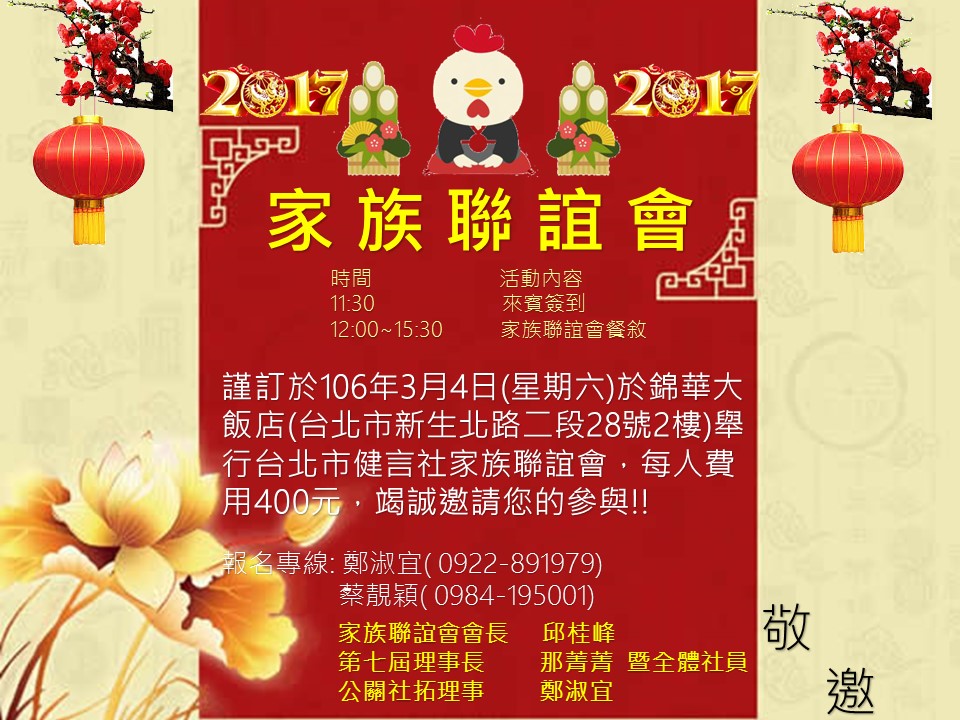 2017 2017
家族聯誼會
時間 活動內容
11:30 來賓簽到
12:00~15:30 家族聯誼會餐敘
謹訂於106年3月4日(星期六)於錦華大
飯店(台北市新生北路二段28號2樓)舉
行台北市健言社家族聯誼會，每人費
用400元，竭誠邀請您的參與!!
報名專線: 鄭淑宜( 0922-891979)
蔡靚穎( 0984-195001)
家族聯誼會會長 邱桂峰
第七屆理事長 那菁菁 暨全體社員
公關社拓理事 鄭淑宜
敬
邀